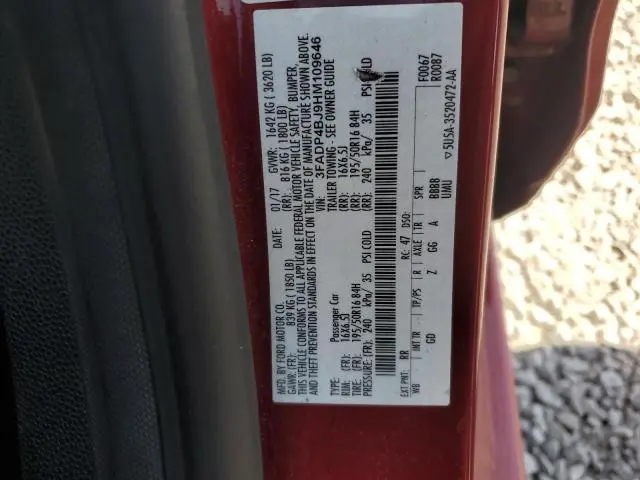 MFD. BY FORD MOTOR CO.
DATE: 01/17 GVWR: 1642 KG ( 3620 LB)
GAWR:(FR): 839 KG ( 1850 LB) (RR): 816 KG ( 1800 LB)
THIS VEHICLE CONFORMS TO ALL APPLICABLE FEDERAL MOTOR VEHICLE SAFETY, BUMPER,
AND THEFT PREVENTION STANDARDS IN EFFECT ON THE DATE OF MANUFACTURE SHOWN ABOVE.
VIN: 3FADP4BJ9HM109646
TYPE: Passenger Car TRAILER TOWING - SEE OWNER GUIDE
RIM: (FR): 16X6.5J (RR): 16X6.5J
TIRE: (FR): 195/50R16 84H (RR): 195/50R16 84H
PRESSURE: (FR): 240 kPa/ 35 PSI COLD (RR): 240 kPa/ 35 PSI COLD
EXT PNT: RR RC: 47 DSO: F0067
R0087
WB INT TR TP/PS R AXLE TR SPR
GD Z GG A BBBB
UMU ▽5U5A-3520472-AA